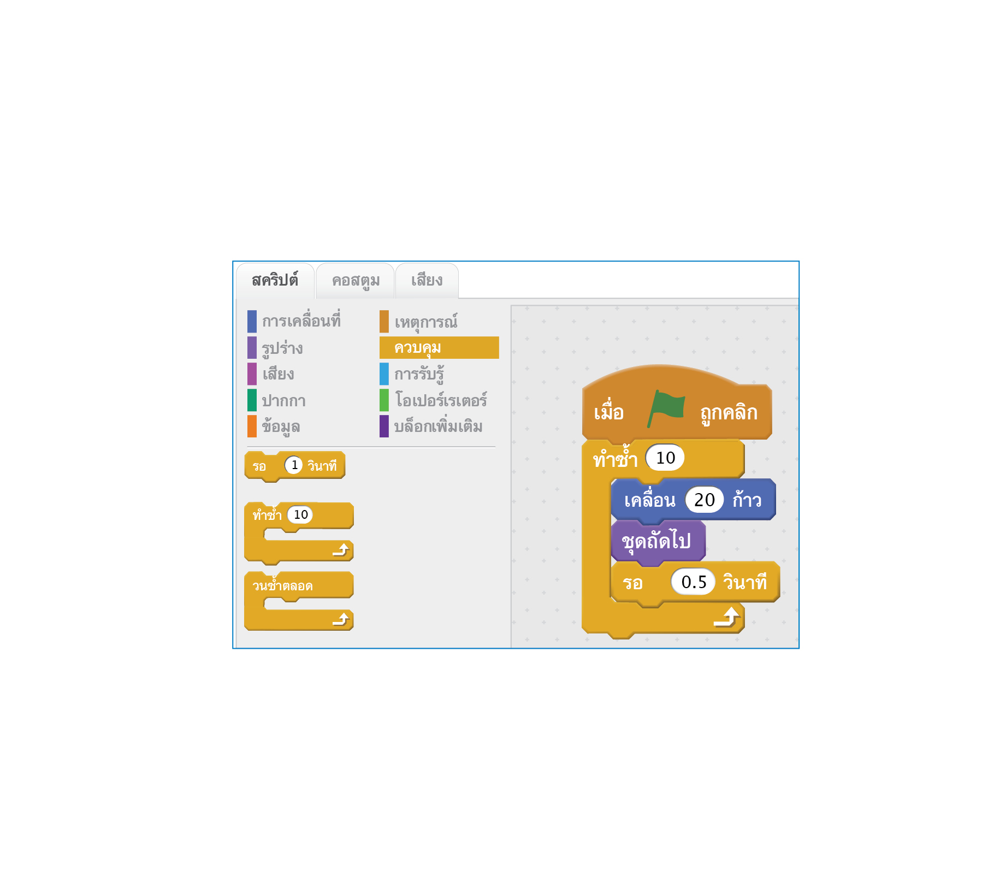 สคริปต์ คอสตูม เสียง
การเคลื่อนที่ เหตุการณ์
รูปร่าง ควบคุม
เสียง การรับรู้
ปากกา โอเปอร์เรเตอร์
ข้อมูล บล็อกเพิ่มเติม
รอ 1 วินาที
ทำซ้ำ 10
วนซ้ำตลอด
เมื่อ ถูกคลิก
ทำซ้ำ 10
เคลื่อน 20 ก้าว
ชุดถัดไป
รอ 0.5 วินาที